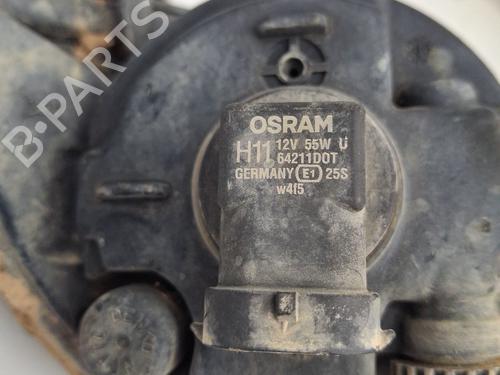 B-PARTS
OSRAM
H11 12V 55W U
64211DOT
GERMANY E1 25S
w4f5